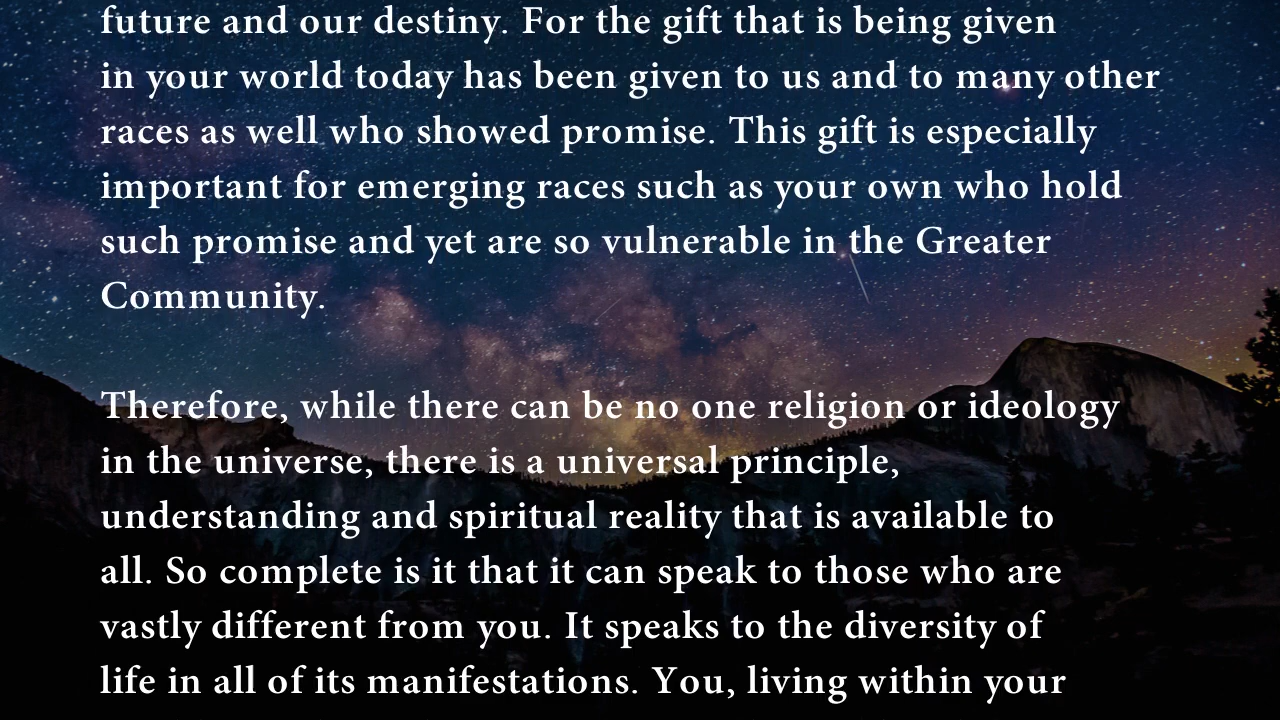 future and our destiny. For the gift that is being given
in your world today has been given to us and to many other
races as well who showed promise. This gift is especially
important for emerging races such as your own who hold
such promise and yet are so vulnerable in the Greater
Community.
Therefore, while there can be no one religion or ideology
in the universe, there is a universal principle,
understanding and spiritual reality that is available to
all. So complete is it that it can speak to those who are
vastly different from you. It speaks to the diversity of
life in all of its manifestations. You, living within your